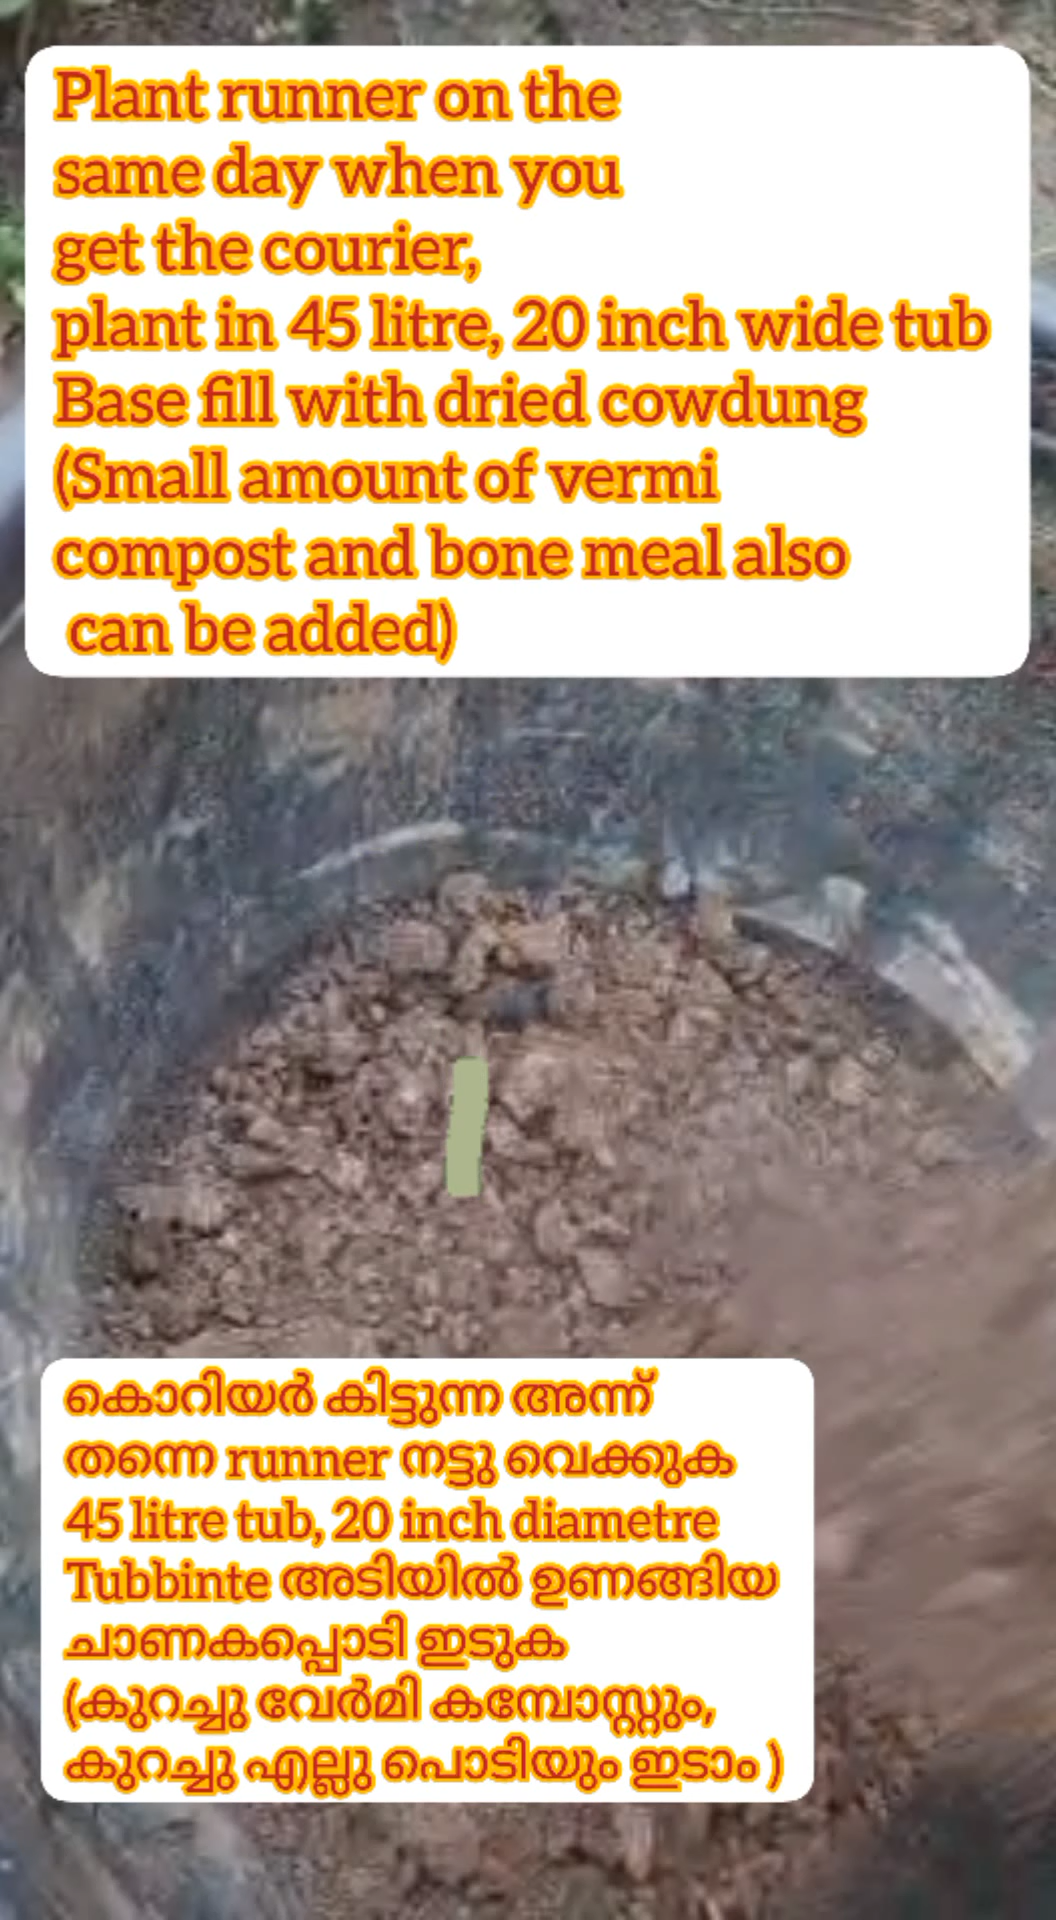 Plant runner on the
same day when you
get the courier,
plant in 45 litre, 20 inch wide tub
Base fill with dried cowdung
(Small amount of vermi
compost and bone meal also
can be added)
കൊറിയർ കിട്ടുന്ന അന്ന്
തന്നെ runner നട്ടു വെക്കുക
45 litre tub, 20 inch diametre
Tubbinte അടിയിൽ ഉണങ്ങിയ
ചാണകപ്പൊടി ഇടുക
(കുറച്ചു വേർമി കമ്പോസ്റ്റും,
കുറച്ചു എല്ലു പൊടിയും ഇടാം )